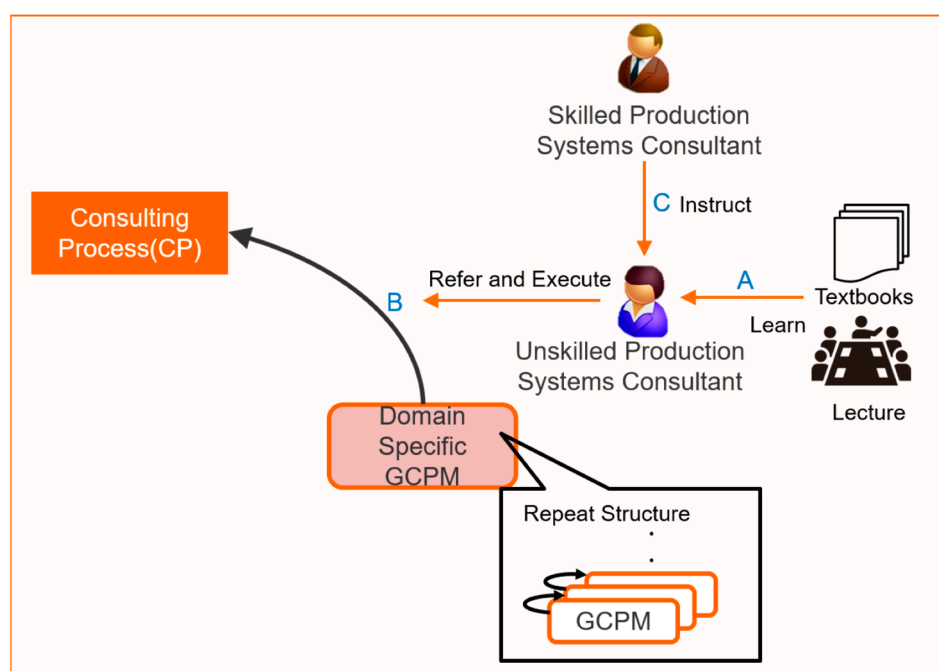 Skilled Production
Systems Consultant
Consulting
Process(CP)
C Instruct
Refer and Execute
A
B
Textbooks
Learn
Unskilled Production
Systems Consultant
Lecture
Domain
Specific
GCPM
Repeat Structure
.
.
GCPM